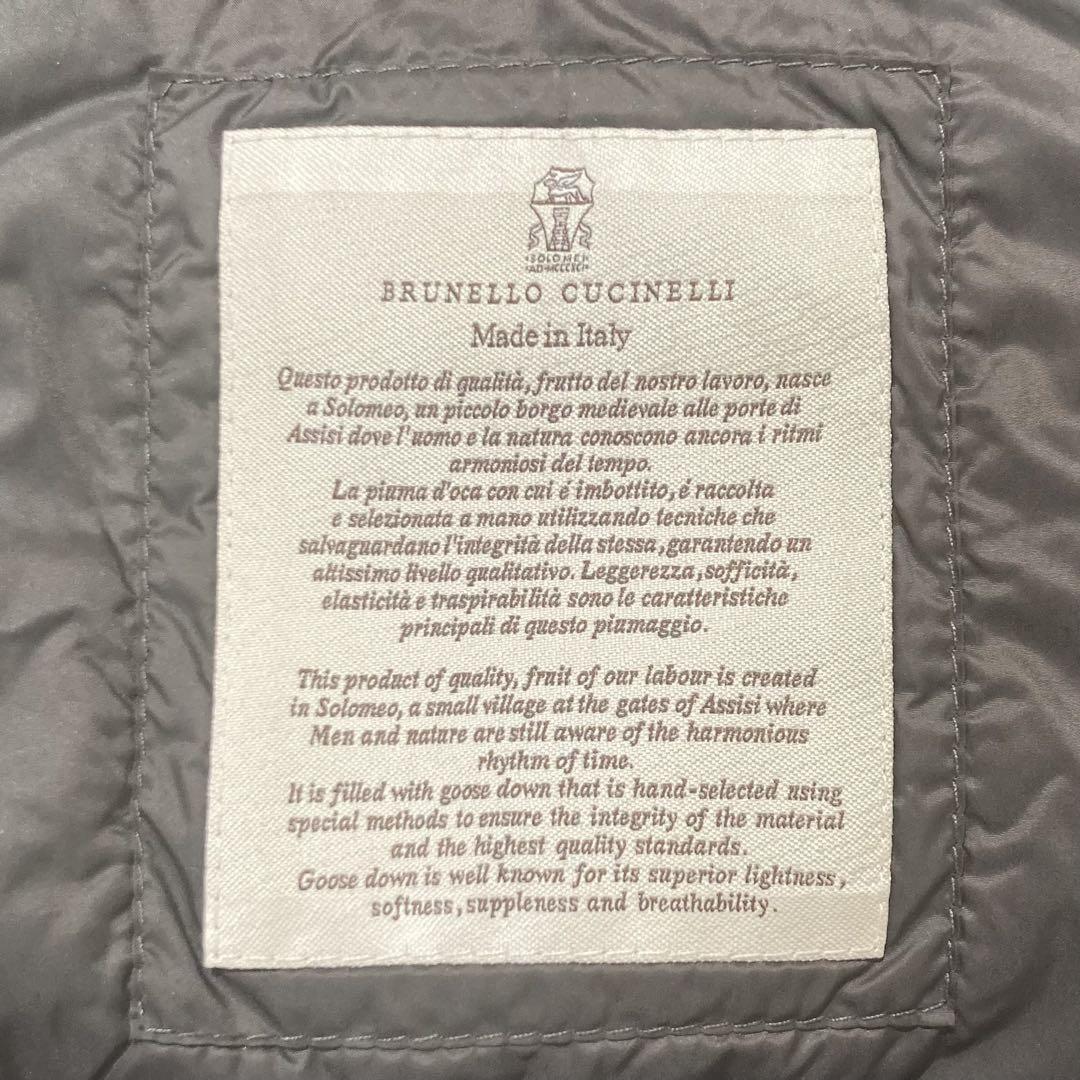 SOLOMEI
AD·MCCCXCI
BRUNELLO CUCINELLI
Made in Italy
Questo prodotto di qualità, frutto del nostro lavoro, nasce
a Solomeo, un piccolo borgo medievale alle porte di
Assisi dove l'uomo e la natura conoscono ancora i ritmi
armoniosi del tempo.
La piuma d'oca con cui é imbottito, é raccolta
e selezionata a mano utilizzando tecniche che
salvaguardano l'integrità della stessa, garantendo un
altissimo livello qualitativo. Leggerezza, sofficità,
elasticità e traspirabilità sono le caratteristiche
principali di questo piumaggio.
This product of quality, fruit of our labour is created
in Solomeo, a small village at the gates of Assisi where
Men and nature are still aware of the harmonious
rhythm of time.
It is filled with goose down that is hand-selected using
special methods to ensure the integrity of the material
and the highest quality standards.
Goose down is well known for its superior lightness,
softness, suppleness and breathability.